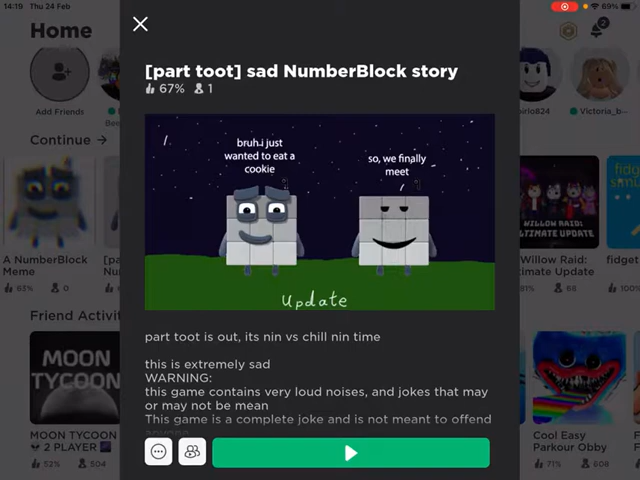 14:19 Thu 24 Feb
69%
Home
2
[part toot] sad NumberBlock story
67% 1
bruh.i just
wanted to eat a
cookie
so, we finally
meet
Update
part toot is out, its nin vs chill nin time
this is extremely sad
WARNING:
this game contains very loud noises, and jokes that may
or may not be mean
This game is a complete joke and is not meant to offend
Add Friends
Victoria_b...
Continue
A NumberBlock
Meme
63% 0
WILLOW RAID:
ULTIMATE UPDATE
Willow Raid:
timate Update
81% 68
fidget
100%
Friend Activi
MOON
TYCOON
MOON TYCOON
2 PLAYER
52% 504
Cool Easy
Parkour Obby
71% 608